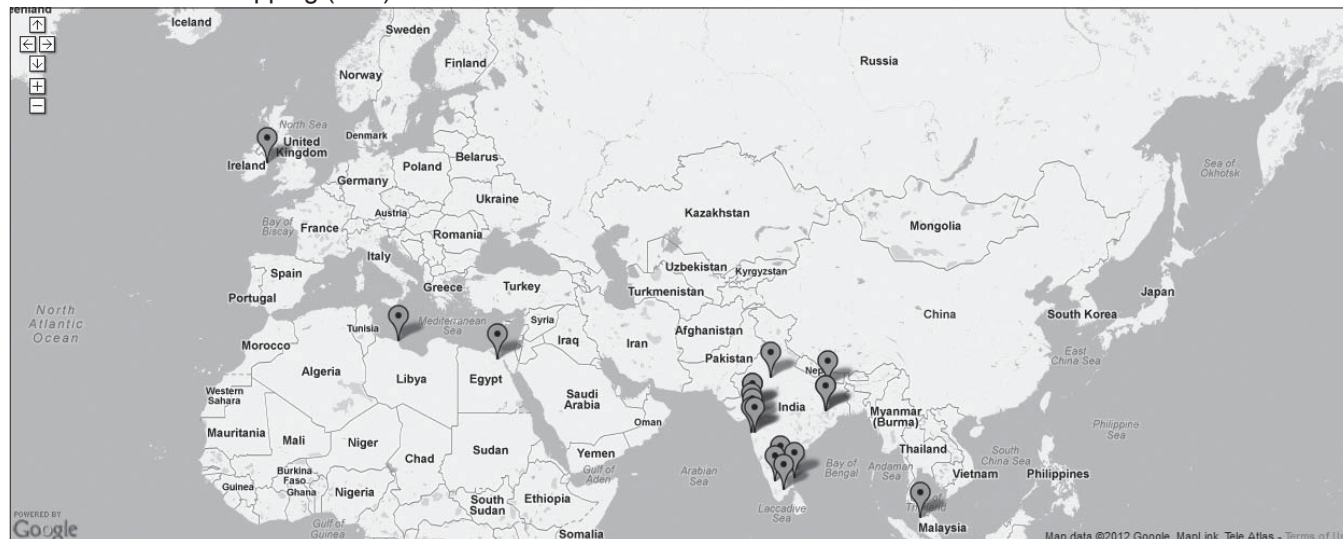 Iceland
Sweden
Finland
Norway
Russia
North Sea
Denmark
United
Kingdom
Ireland
Belarus
Poland
Germany
Ukraine
Kazakhstan
Mongolia
Sea of
Okhotsk
Bay of
Biscay
France
Austria
Romania
Italy
Uzbekistan
Kyrgyzstan
Spain
Portugal
Greece
Turkey
Turkmenistan
Japan
North
Atlantic
Ocean
China
South Korea
Tunisia
Mediterranean
Sea
Syria
Afghanistan
Morocco
Iraq
Iran
Pakistan
East
China Sea
Algeria
Libya
Egypt
Western
Sahara
Saudi
Arabia
India
Oman
Myanmar
(Burma)
Mauritania
Mali
Niger
Chad
Sudan
Yemen
Gulf of
Aden
Arabian
Sea
Bay of
Bengal
Andaman
Sea
Thailand
Vietnam
South
China Sea
Philippines
Philippine
Sea
Burkina
Faso
Guinea
Ghana
Nigeria
South
Sudan
Ethiopia
Laccadive
Sea
Gulf of
Guinea
Somalia
Malaysia
POWERED BY
Google
Map data ©2012 Google, MapLink, Tele Atlas - Terms of